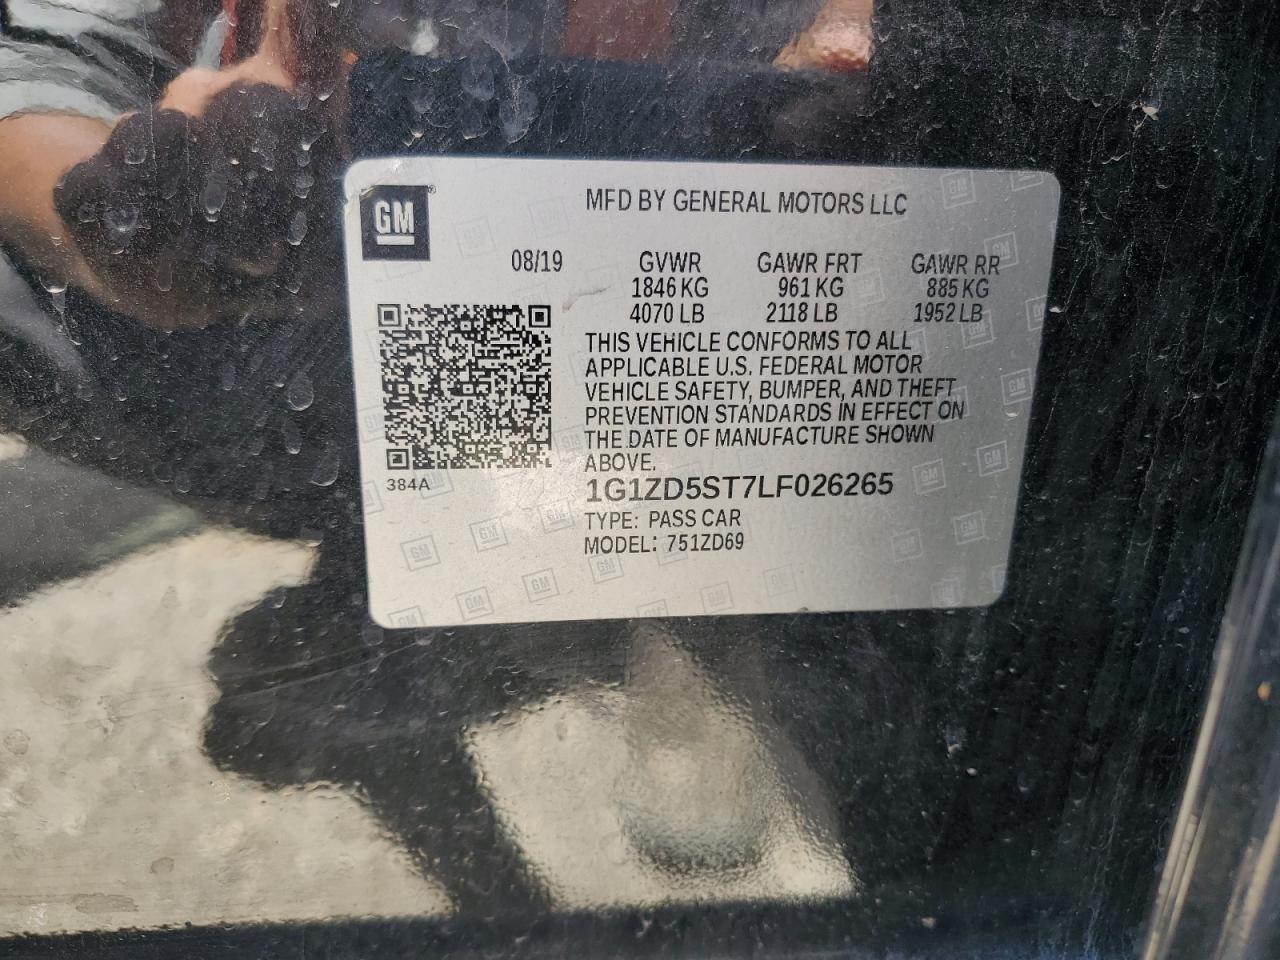 GM
MFD BY GENERAL MOTORS LLC
08/19 GVWR GAWR FRT GAWR RR
1846 KG 961 KG 885 KG
4070 LB 2118 LB 1952 LB
THIS VEHICLE CONFORMS TO ALL
APPLICABLE U.S. FEDERAL MOTOR
VEHICLE SAFETY, BUMPER, AND THEFT
PREVENTION STANDARDS IN EFFECT ON
THE DATE OF MANUFACTURE SHOWN
ABOVE.
384A
1G1ZD5ST7LF026265
TYPE: PASS CAR
MODEL: 751ZD69